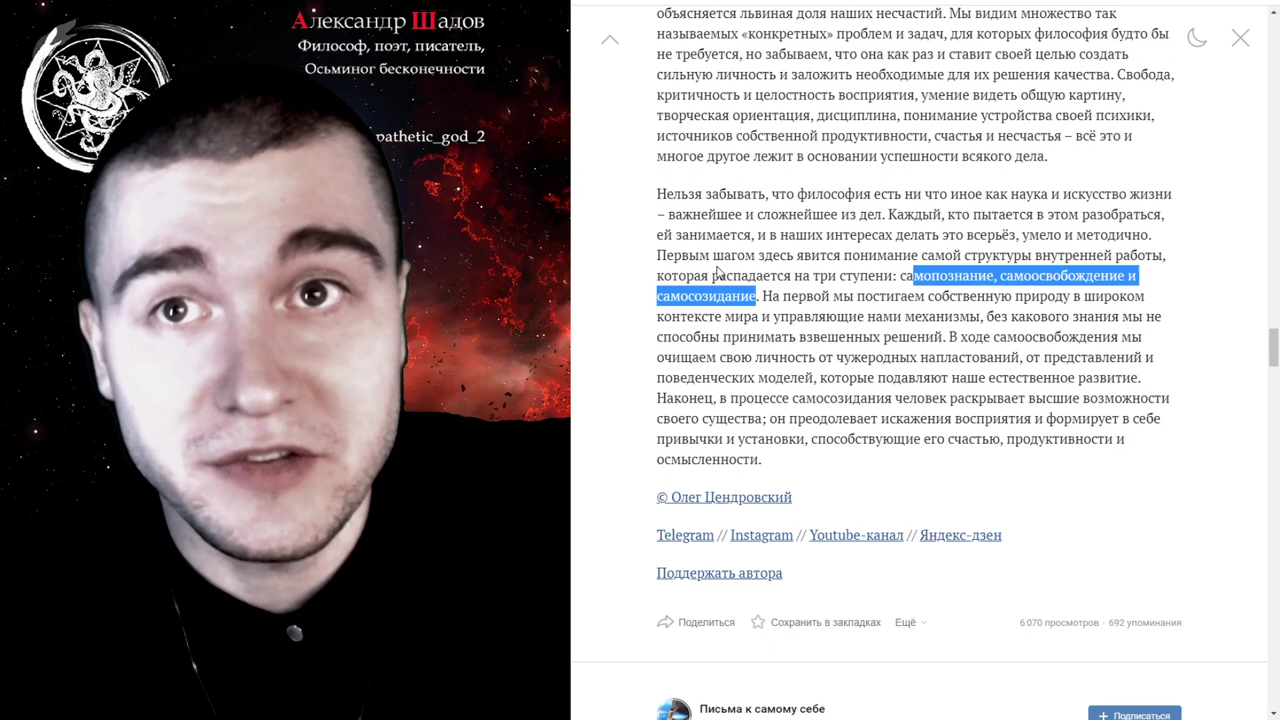 Александр Шадов
Философ, поэт, писатель,
Осьминог бесконечности
pathetic_god_2
объясняется львиная доля наших несчастий. Мы видим множество так
называемых «конкретных» проблем и задач, для которых философия будто бы
не требуется, но забываем, что она как раз и ставит своей целью создать
сильную личность и заложить необходимые для их решения качества. Свобода,
критичность и целостность восприятия, умение видеть общую картину,
творческая ориентация, дисциплина, понимание устройства своей психики,
источников собственной продуктивности, счастья и несчастья – всё это и
многое другое лежит в основании успешности всякого дела.
Нельзя забывать, что философия есть ни что иное как наука и искусство жизни
– важнейшее и сложнейшее из дел. Каждый, кто пытается в этом разобраться,
ей занимается, и в наших интересах делать это всерьёз, умело и методично.
Первым шагом здесь явится понимание самой структуры внутренней работы,
которая распадается на три ступени: самопознание, самоосвобождение и
самосозидание. На первой мы постигаем собственную природу в широком
контексте мира и управляющие нами механизмы, без какового знания мы не
способны принимать взвешенных решений. В ходе самоосвобождения мы
очищаем свою личность от чужеродных напластований, от представлений и
поведенческих моделей, которые подавляют наше естественное развитие.
Наконец, в процессе самосозидания человек раскрывает высшие возможности
своего существа; он преодолевает искажения восприятия и формирует в себе
привычки и установки, способствующие его счастью, продуктивности и
осмысленности.
© Олег Цендровский
Telegram // Instagram // Youtube-канал // Яндекс-дзен
Поддержать автора
Поделиться Сохранить в закладках Ещё 6 070 просмотров · 692 упоминания
Письма к самому себе
+ Подписаться